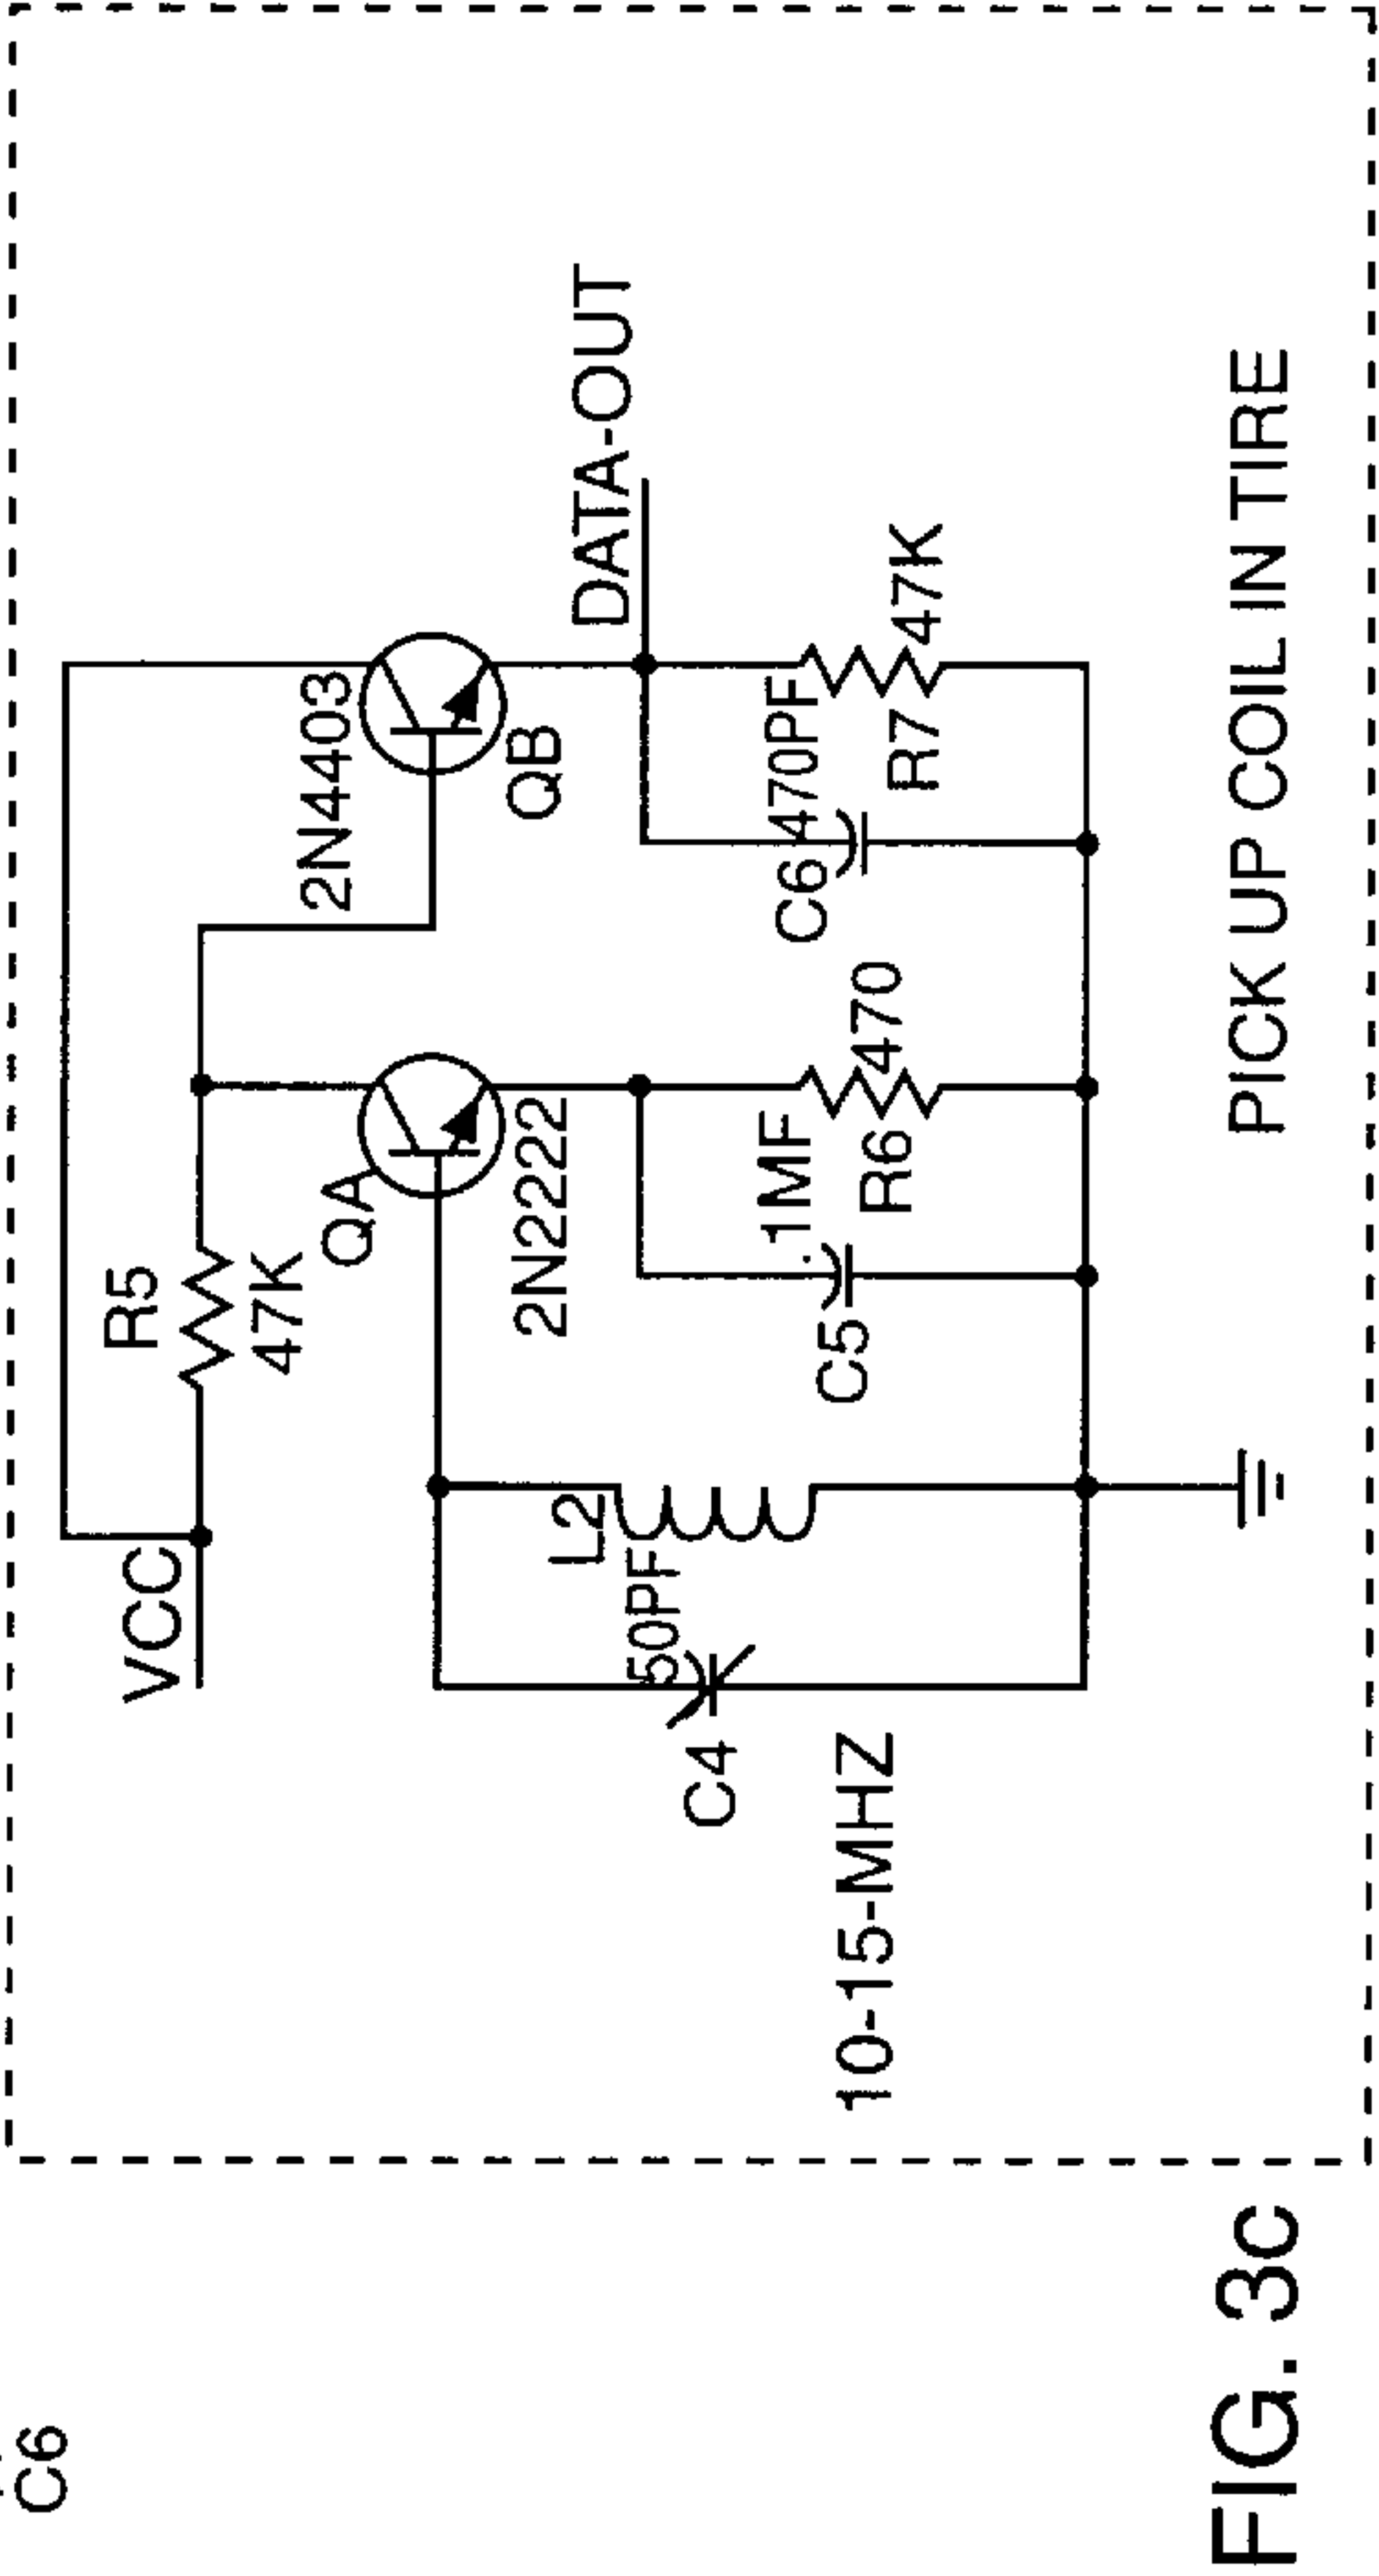 VCC
R5
47K
QA
2N2222
2N4403
QB
DATA-OUT
L2
50PF
C4
10-15-MHZ
C5
.1MF
R6
470
C6
470PF
R7
47K
PICK UP COIL IN TIRE
C6
FIG. 3c